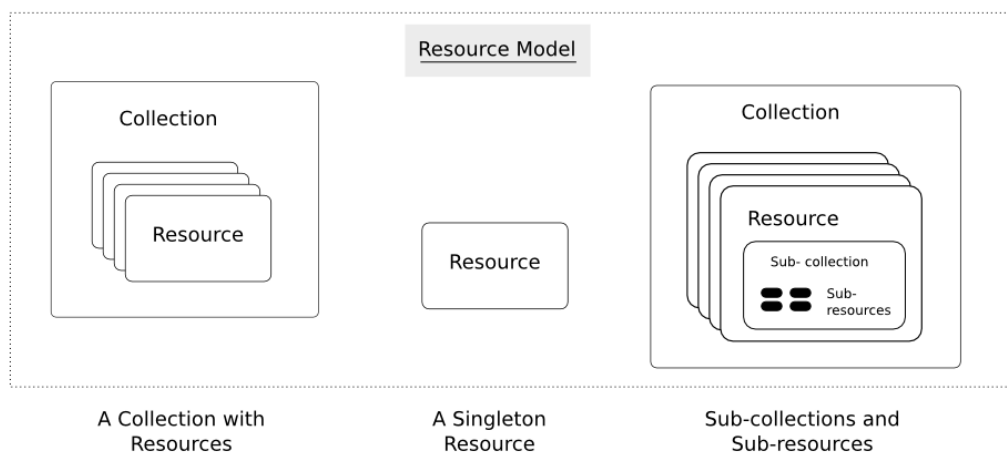 Resource Model
Collection
Resource
Resource
Collection
Resource
Sub- collection
Sub-
resources
A Collection with
Resources
A Singleton
Resource
Sub-collections and
Sub-resources